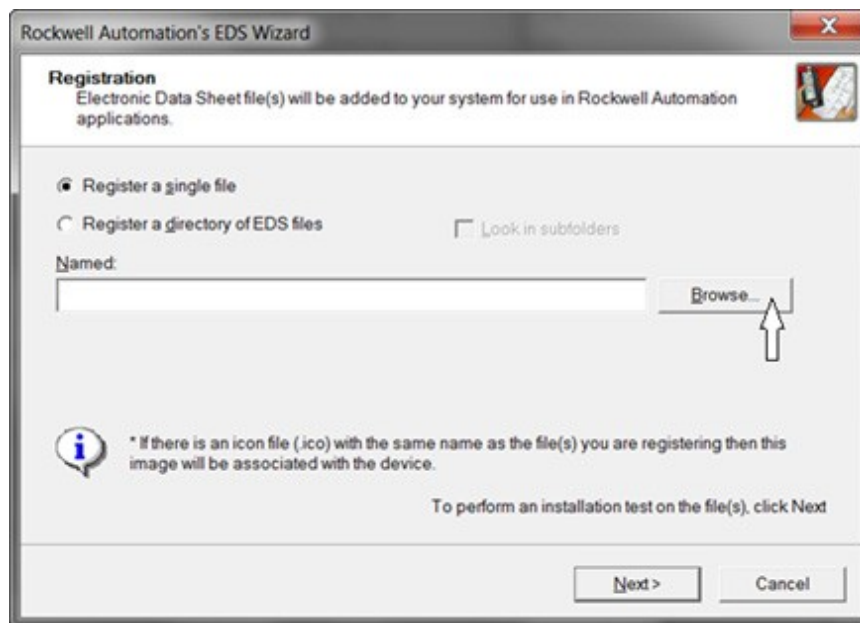 Rockwell Automation's EDS Wizard
Registration
Electronic Data Sheet file(s) will be added to your system for use in Rockwell Automation
applications.
Register a single file
Register a directory of EDS files
Look in subfolders
Named:
Browse...
* If there is an icon file (.ico) with the same name as the file(s) you are registering then this
image will be associated with the device.
To perform an installation test on the file(s), click Next
Next >
Cancel